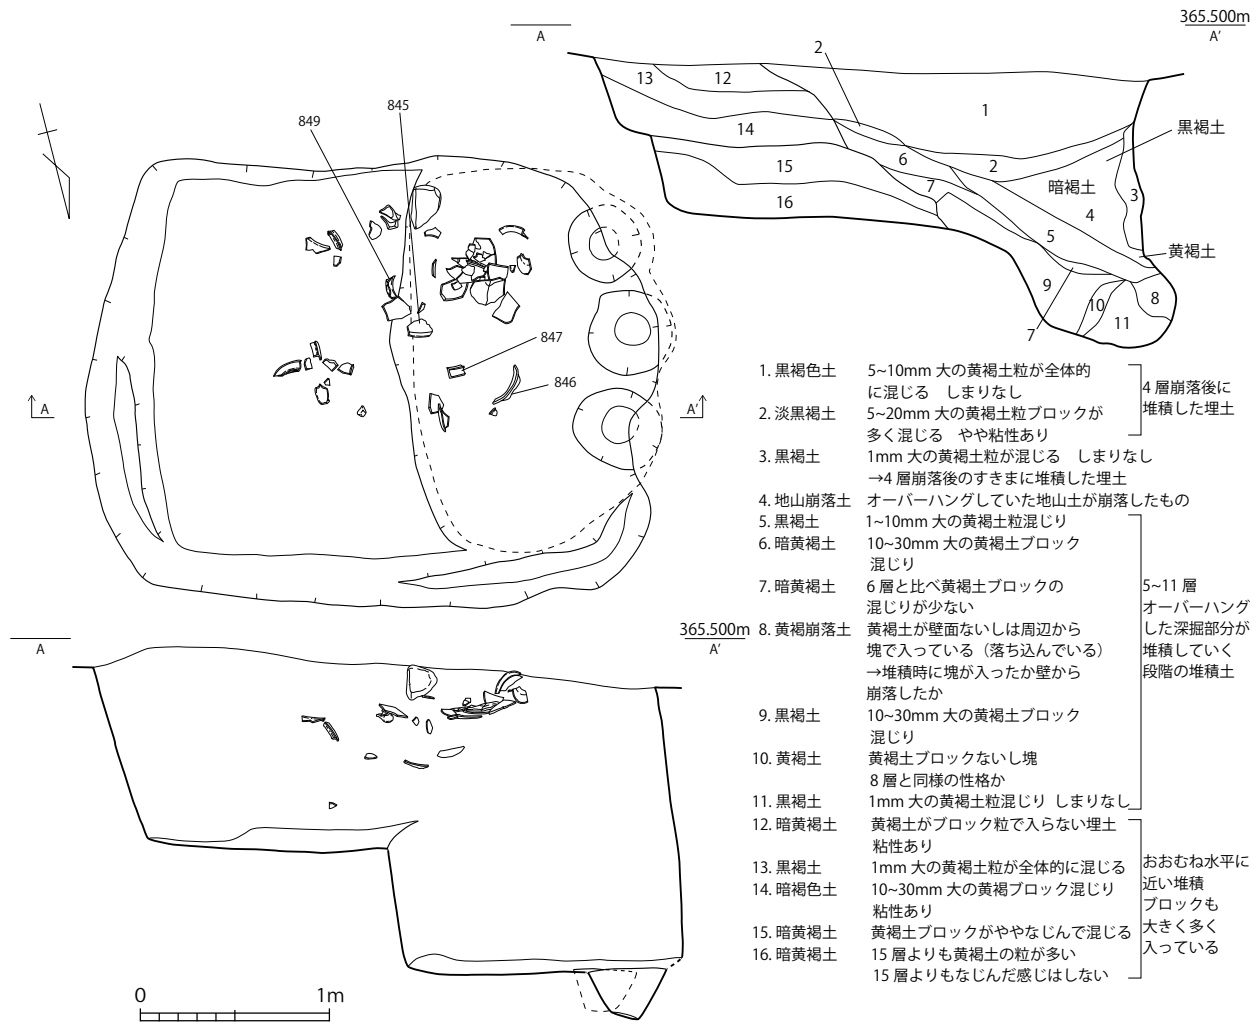 A
365.500m
A’
2
13
12
1
14
黒褐土
6
2
15
7
暗褐土
3
16
4
5
黄褐土
9
8
10
11
7
845
849
847
846
A
A’
1. 黒褐色土 5~10mm 大の黄褐土粒が全体的
に混じる しまりなし
2. 淡黒褐土 5~20mm 大の黄褐土粒ブロックが
多く混じる やや粘性あり
4 層崩落後に
堆積した埋土
3. 黒褐土 1mm 大の黄褐土粒が混じる しまりなし
→4 層崩落後のすきまに堆積した埋土
4. 地山崩落土 オーバーハングしていた地山土が崩落したもの
5. 黒褐土 1~10mm 大の黄褐土粒混じり
6. 暗黄褐土 10~30mm 大の黄褐土ブロック
混じり
7. 暗黄褐土 6 層と比べ黄褐土ブロックの
混じりが少ない
8. 黄褐崩落土 黄褐土が壁面ないしは周辺から
塊で入っている（落ち込んでいる）
→堆積時に塊が入ったか壁から
崩落したか
9. 黒褐土 10~30mm 大の黄褐土ブロック
混じり
10. 黄褐土 黄褐土ブロックないし塊
8 層と同様の性格か
11. 黒褐土 1mm 大の黄褐土粒混じり しまりなし
5~11 層
オーバーハング
した深掘部分が
堆積していく
段階の堆積土
12. 暗黄褐土 黄褐土がブロック粒で入らない埋土
粘性あり
13. 黒褐土 1mm 大の黄褐土粒が全体的に混じる
14. 暗褐色土 10~30mm 大の黄褐ブロック混じり
粘性あり
15. 暗黄褐土 黄褐土ブロックがややなじんで混じる
16. 暗黄褐土 15 層よりも黄褐土の粒が多い
15 層よりもなじんだ感じはしない
おおむね水平に
近い堆積
ブロックも
大きく多く
入っている
A
365.500m
A’
0
1m